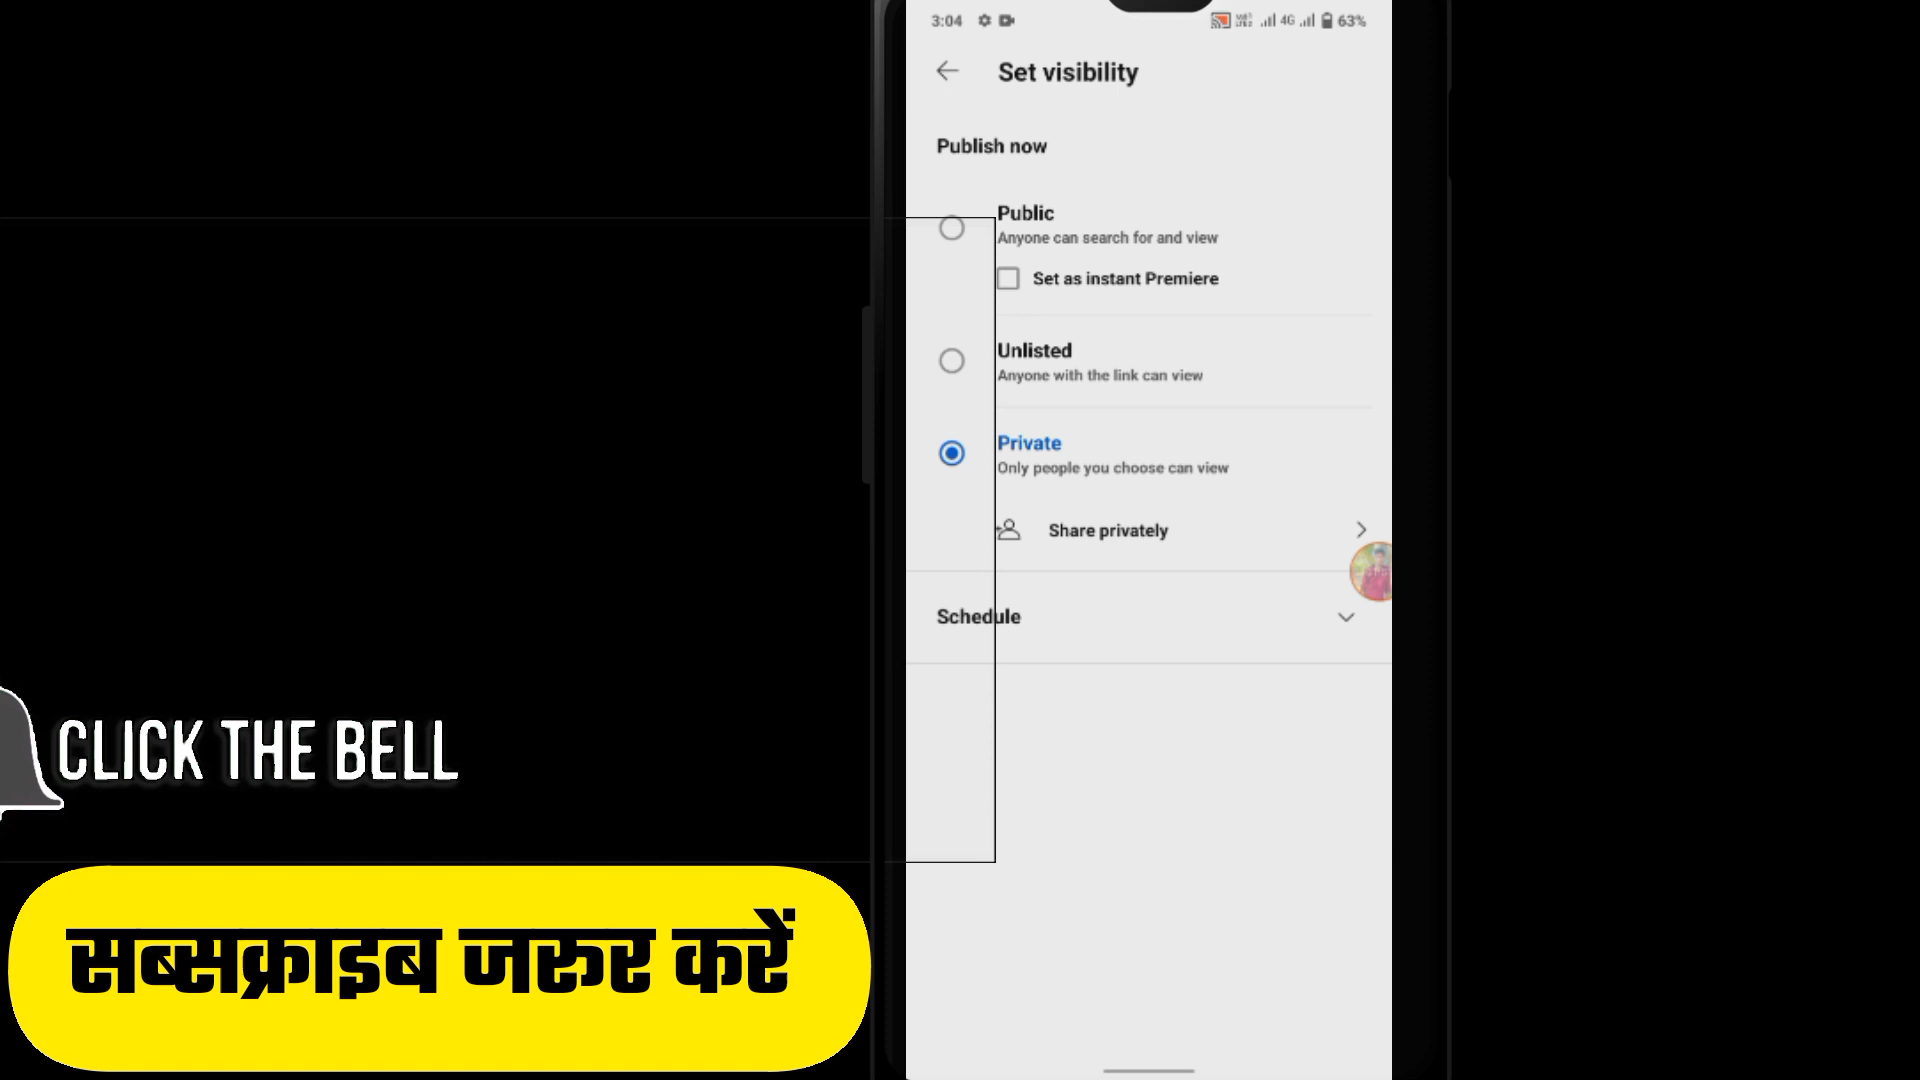 3:04 4G 63%
Set visibility
Publish now
Public
Anyone can search for and view
Set as instant Premiere
Unlisted
Anyone with the link can view
Private
Only people you choose can view
Share privately
Schedule
CLICK THE BELL
सब्सक्राइब जरूर करें